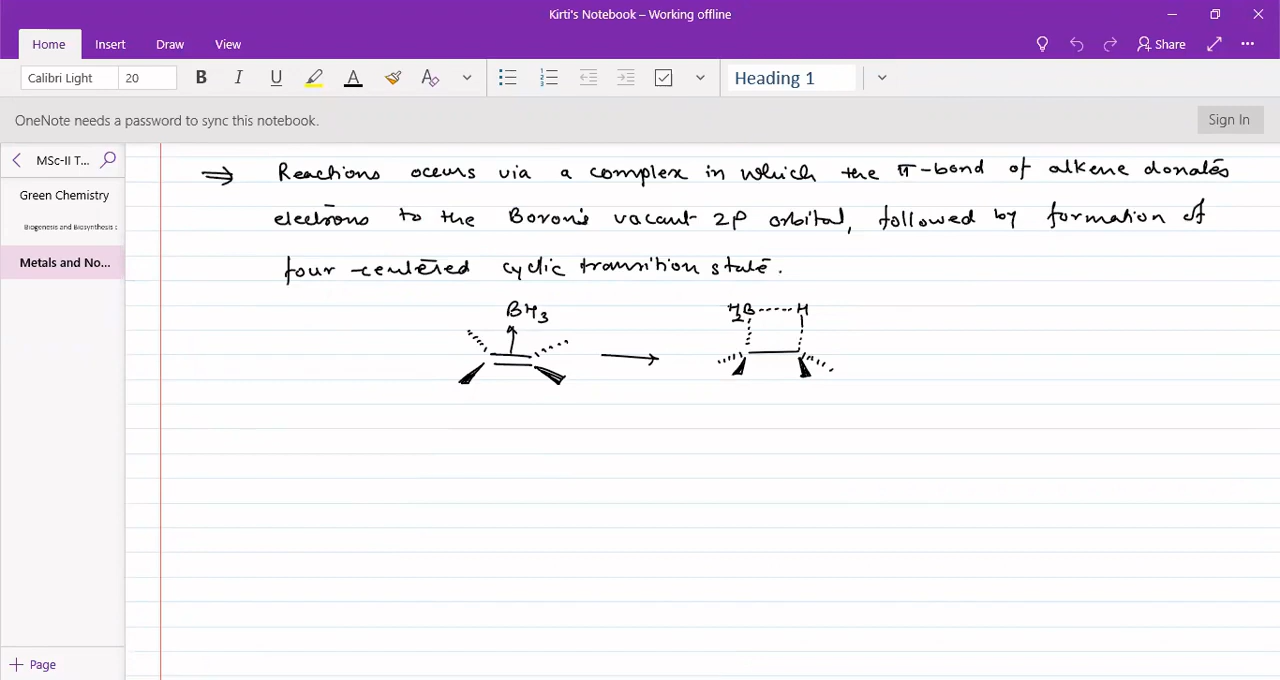 Kirti's Notebook – Working offline
Home Insert Draw View Share
Calibri Light 20 B I U A A Heading 1
OneNote needs a password to sync this notebook. Sign In
MSc-II T...
Green Chemistry
Biogenesis and Biosynthesis
Metals and No...
⇒ Reactions occurs via a complex in which the π-bond of alkene donates
electrons to the Boron's vacant 2P orbital, followed by formation of
four-centered cyclic transition state.
BH3
H2B H
+ Page